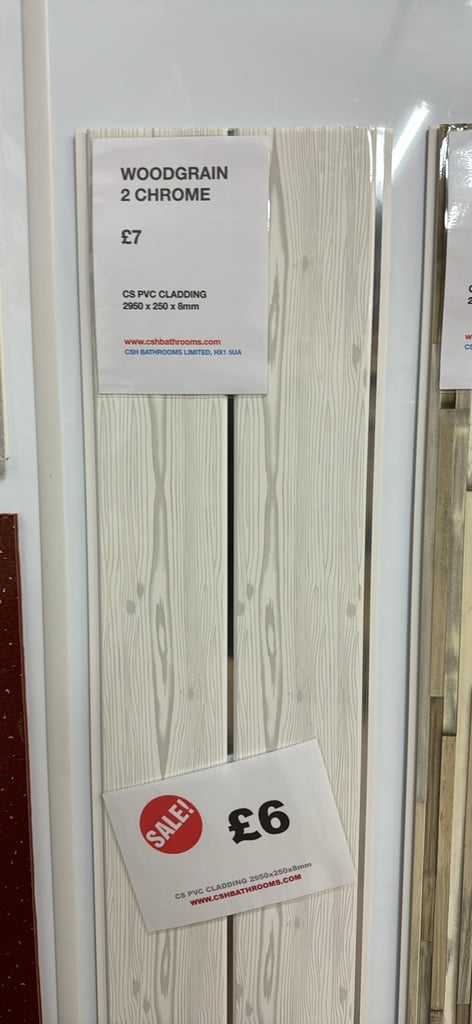 WOODGRAIN
2 CHROME
£7
CS PVC CLADDING
2950 x 250 x 8mm
www.cshbathrooms.com
CSH BATHROOMS LIMITED, HX1 5UA
SALE!
£6
CS PVC CLADDING 2950x250x8mm
WWW.CSHBATHROOMS.COM